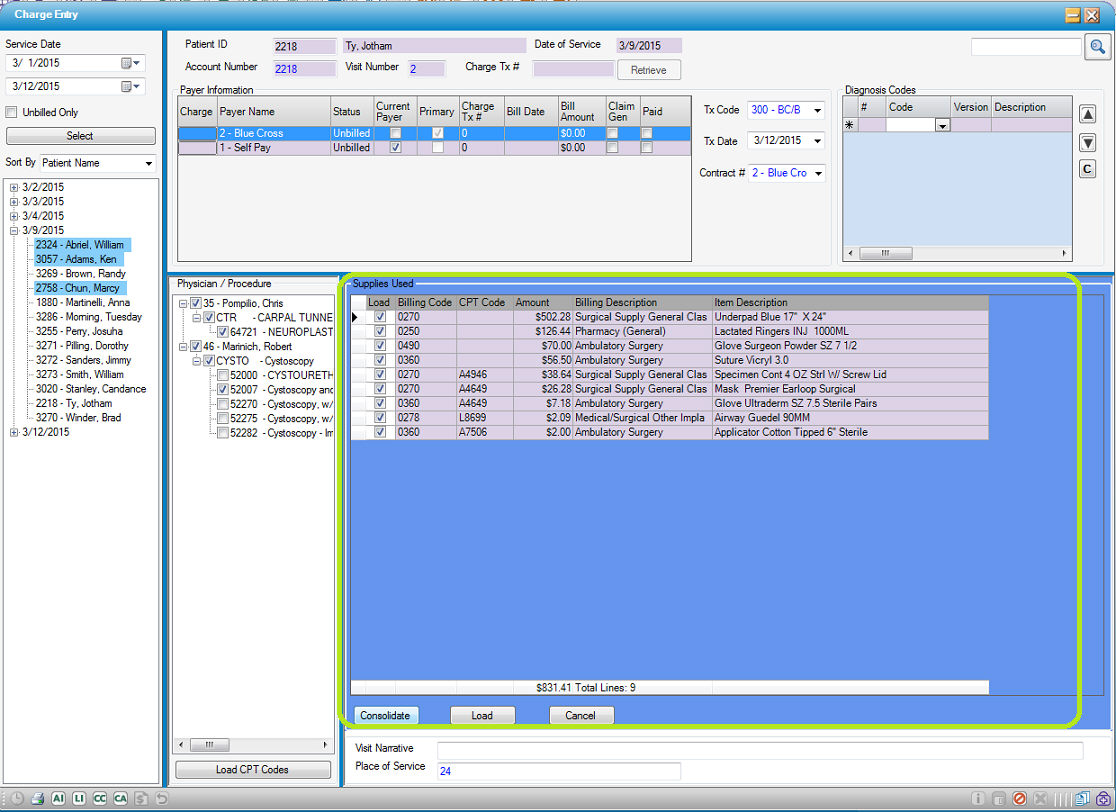 Charge Entry
Service Date
3/ 1/2015
3/12/2015
Unbilled Only
Select
Sort By Patient Name
3/2/2015
3/3/2015
3/4/2015
3/9/2015
2324 - Abriel, William
3057 - Adams, Ken
3269 - Brown, Randy
2758 - Chun, Marcy
1880 - Martinelli, Anna
3286 - Morning, Tuesday
3255 - Perry, Josuha
3271 - Pilling, Dorothy
3272 - Sanders, Jimmy
3273 - Smith, William
3020 - Stanley, Candance
2218 - Ty, Jotham
3270 - Winder, Brad
3/12/2015
Patient ID 2218 Ty, Jotham Date of Service 3/9/2015
Account Number 2218 Visit Number 2 Charge Tx # Retrieve
Payer Information
Charge Payer Name Status Current Payer Primary Charge Tx # Bill Date Bill Amount Claim Gen Paid
2 - Blue Cross Unbilled 0 $0.00
1 - Self Pay Unbilled 0 $0.00
Tx Code 300 - BC/B
Tx Date 3/12/2015
Contract # 2 - Blue Cro
Diagnosis Codes
# Code Version Description
C
Physician / Procedure
35 - Pompilio, Chris
CTR - CARPAL TUNNE
64721 - NEUROPLAST
46 - Marinich, Robert
CYSTO - Cystoscopy
52000 - CYSTOURETH
52007 - Cystoscopy and
52270 - Cystoscopy, w/
52275 - Cystoscopy, w/
52282 - Cystoscopy - Im
Load CPT Codes
Supplies Used
Load Billing Code CPT Code Amount Billing Description Item Description
0270 $502.28 Surgical Supply General Clas Underpad Blue 17" X 24"
0250 $126.44 Pharmacy (General) Lactated Ringers INJ 1000ML
0490 $70.00 Ambulatory Surgery Glove Surgeon Powder SZ 7 1/2
0360 $56.50 Ambulatory Surgery Suture Vicryl 3.0
0270 A4946 $38.64 Surgical Supply General Clas Specimen Cont 4 OZ Strl W/ Screw Lid
0270 A4649 $26.28 Surgical Supply General Clas Mask Premier Earloop Surgical
0360 A4649 $7.18 Ambulatory Surgery Glove Ultraderm SZ 7.5 Sterile Pairs
0278 L8699 $2.09 Medical/Surgical Other Impla Airway Guedel 90MM
0360 A7506 $2.00 Ambulatory Surgery Applicator Cotton Tipped 6" Sterile
$831.41 Total Lines: 9
Consolidate Load Cancel
Visit Narrative
Place of Service 24
AI LI CC CA